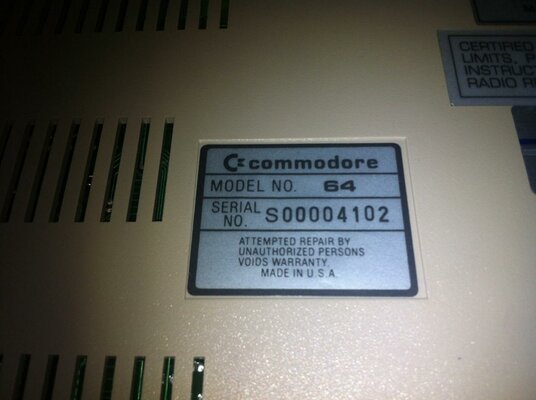 CERTIFIED
LIMITS,
INSTRUC
RADIO
commodore
MODEL NO. 64
SERIAL NO. S00004102
ATTEMPTED REPAIR BY
UNAUTHORIZED PERSONS
VOIDS WARRANTY.
MADE IN U.S.A.